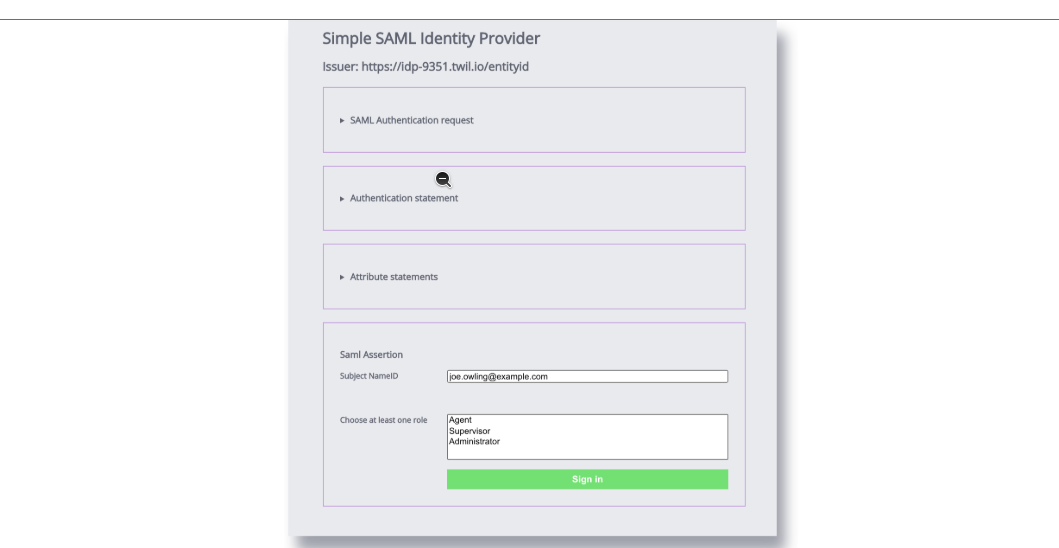 Simple SAML Identity Provider
Issuer: https://idp-9351.twil.io/entityid
SAML Authentication request
Authentication statement
Attribute statements
Saml Assertion
Subject NameID joe.owling@example.com
Choose at least one role Agent
Supervisor
Administrator
Sign in